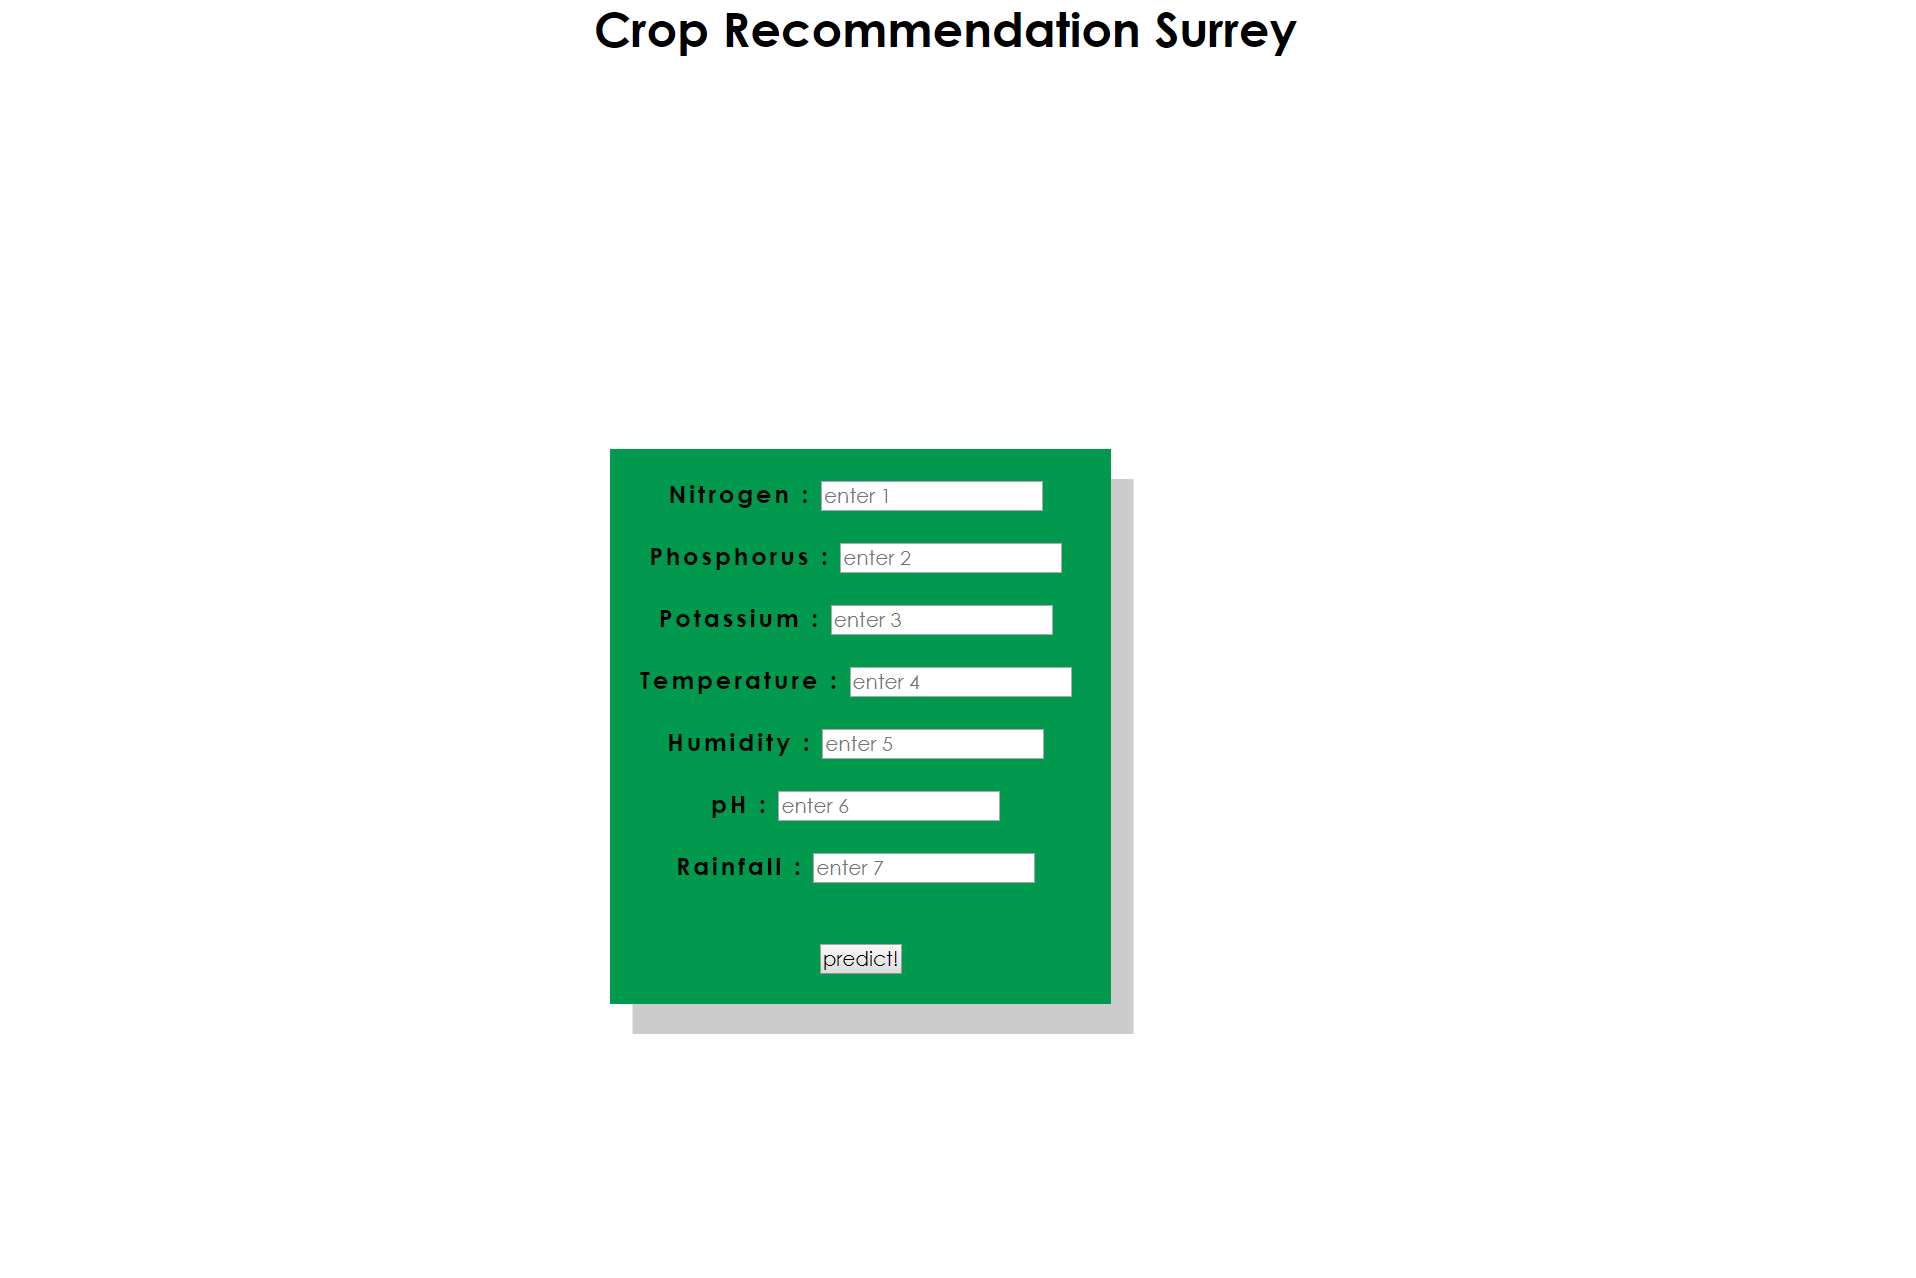 Crop Recommendation Surrey
Nitrogen : enter 1
Phosphorus : enter 2
Potassium : enter 3
Temperature : enter 4
Humidity : enter 5
pH : enter 6
Rainfall : enter 7
predict!